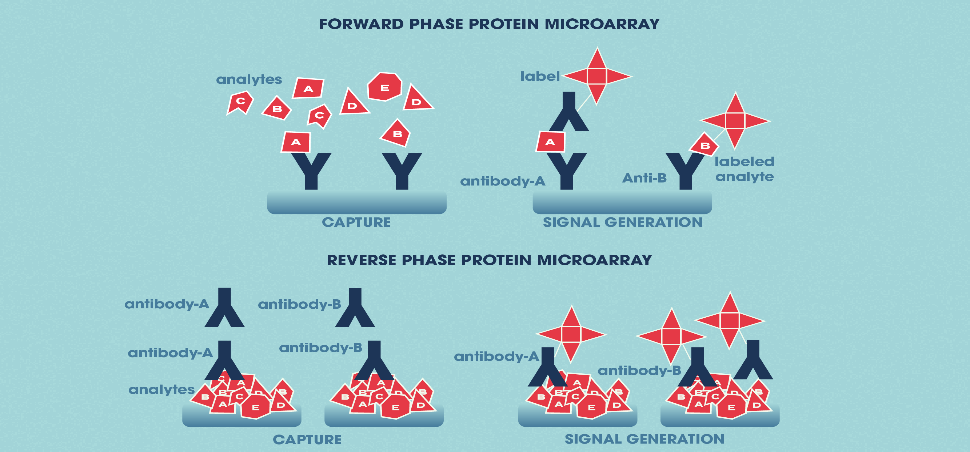 FORWARD PHASE PROTEIN MICROARRAY
analytes
C
B
A
C
D
E
D
A
B
CAPTURE
label
A
antibody-A
Anti-B
B
labeled
analyte
SIGNAL GENERATION
REVERSE PHASE PROTEIN MICROARRAY
antibody-A
antibody-B
antibody-A
antibody-B
analytes
B
A
C
A
E
D
B
A
C
A
E
D
CAPTURE
antibody-A
antibody-B
B
A
C
A
E
D
B
A
C
A
E
D
SIGNAL GENERATION